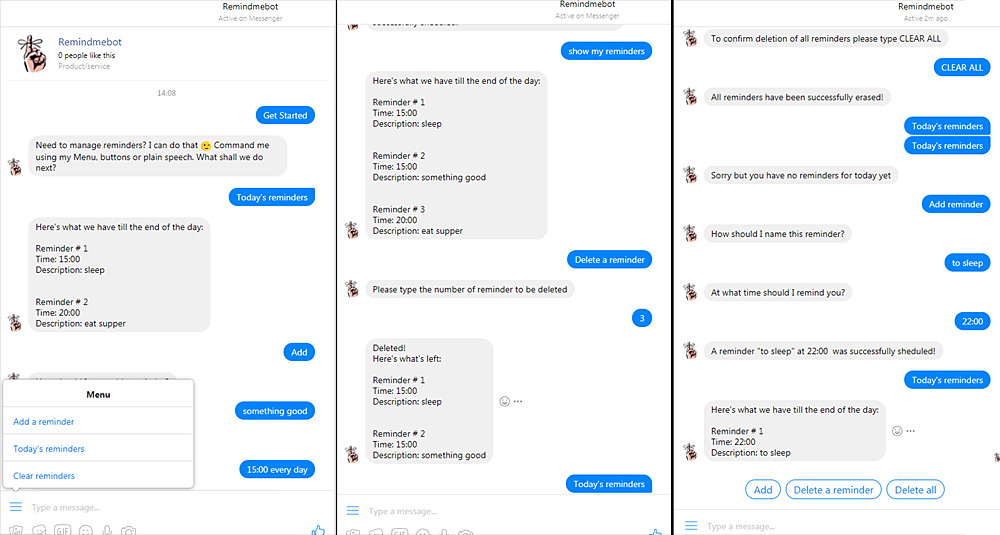 Remindmebot
Active on Messenger
Remindmebot
0 people like this
Product/service
14:08
Get Started
Need to manage reminders? I can do that 😉 Command me
using my Menu, buttons or plain speech. What shall we do
next?
Today's reminders
Here's what we have till the end of the day:
Reminder # 1
Time: 15:00
Description: sleep
Reminder # 2
Time: 20:00
Description: eat supper
Add
something good
15:00 every day
Menu
Add a reminder
Today's reminders
Clear reminders
Type a message...
GIF
Remindmebot
Active on Messenger
show my reminders
Here's what we have till the end of the day:
Reminder # 1
Time: 15:00
Description: sleep
Reminder # 2
Time: 15:00
Description: something good
Reminder # 3
Time: 20:00
Description: eat supper
Delete a reminder
Please type the number of reminder to be deleted
3
Deleted!
Here's what's left:
Reminder # 1
Time: 15:00
Description: sleep
Reminder # 2
Time: 15:00
Description: something good
Today's reminders
Type a message...
GIF
Remindmebot
Active 2m ago
To confirm deletion of all reminders please type CLEAR ALL
CLEAR ALL
All reminders have been successfully erased!
Today's reminders
Today's reminders
Sorry but you have no reminders for today yet
Add reminder
How should I name this reminder?
to sleep
At what time should I remind you?
22:00
A reminder "to sleep" at 22:00 was successfully sheduled!
Today's reminders
Here's what we have till the end of the day:
Reminder # 1
Time: 22:00
Description: to sleep
Add
Delete a reminder
Delete all
Type a message...